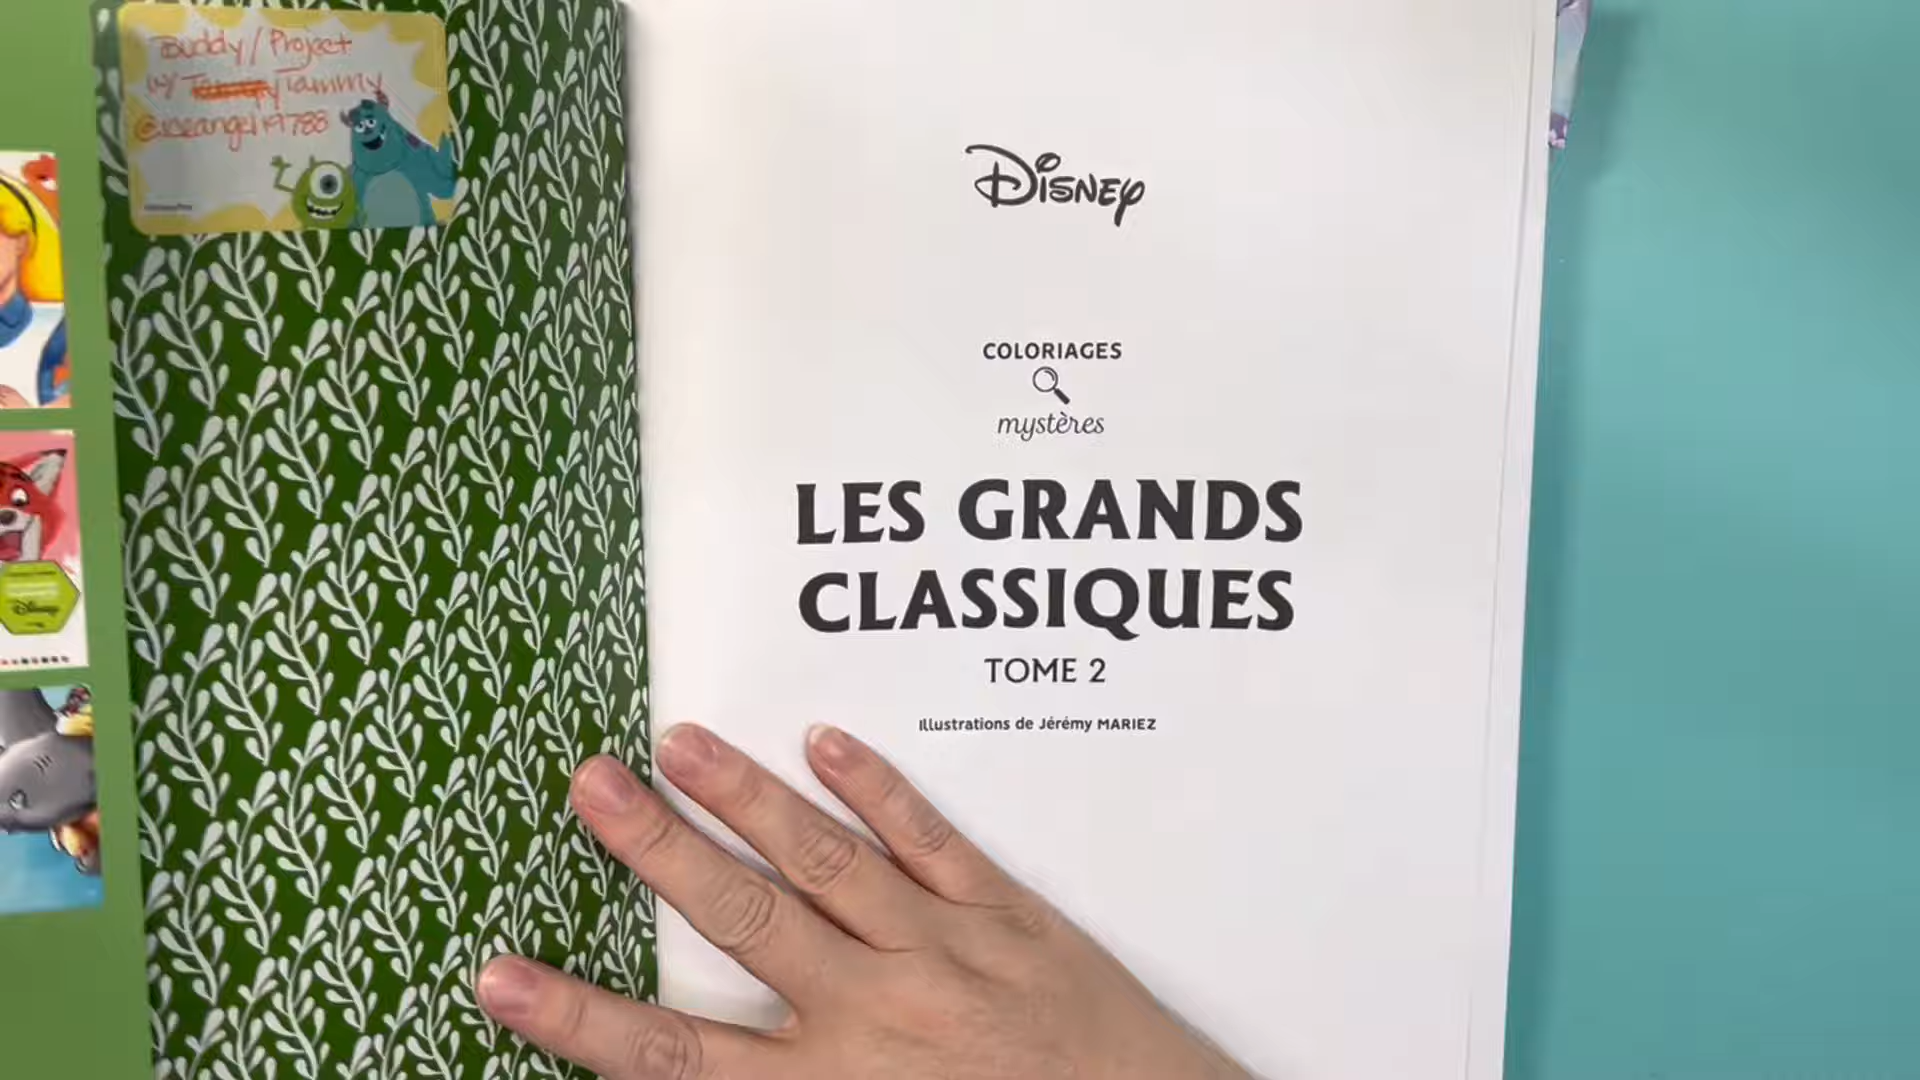 Buddy/Project
w/ Tammy
DISNEY
COLORIAGES
mystères
LES GRANDS
CLASSIQUES
TOME 2
Illustrations de Jérémy MARIEZ